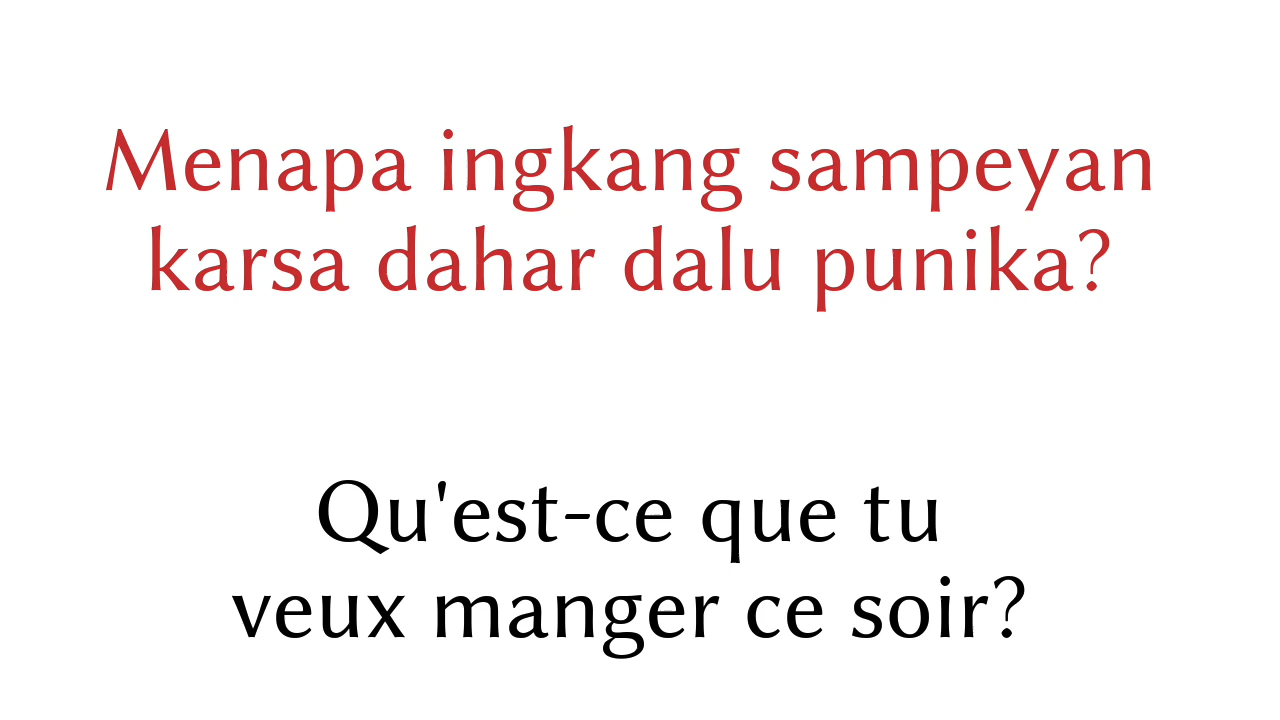 Menapa ingkang sampeyan
karsa dahar dalu punika?
Qu'est-ce que tu
veux manger ce soir?